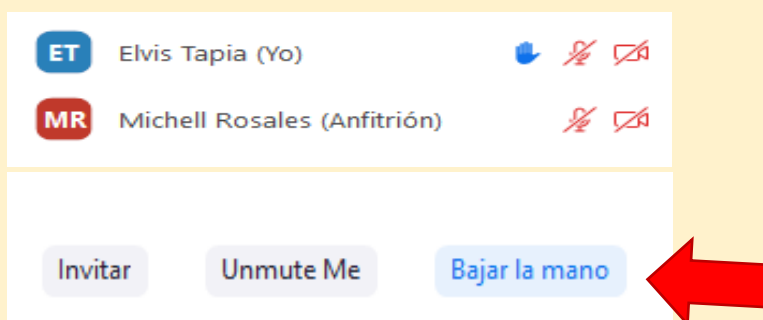 ET Elvis Tapia (Yo)
MR Michell Rosales (Anfitrión)
Invitar Unmute Me Bajar la mano